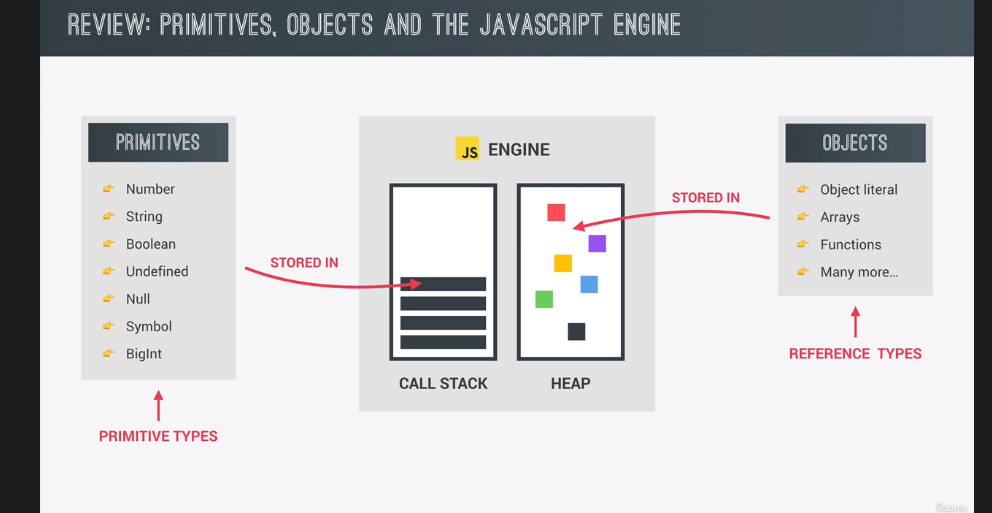 REVIEW: PRIMITIVES, OBJECTS AND THE JAVASCRIPT ENGINE
PRIMITIVES
Number
String
Boolean
Undefined
Null
Symbol
BigInt
PRIMITIVE TYPES
STORED IN
JS ENGINE
CALL STACK
HEAP
STORED IN
OBJECTS
Object literal
Arrays
Functions
Many more...
REFERENCE TYPES
Udemy